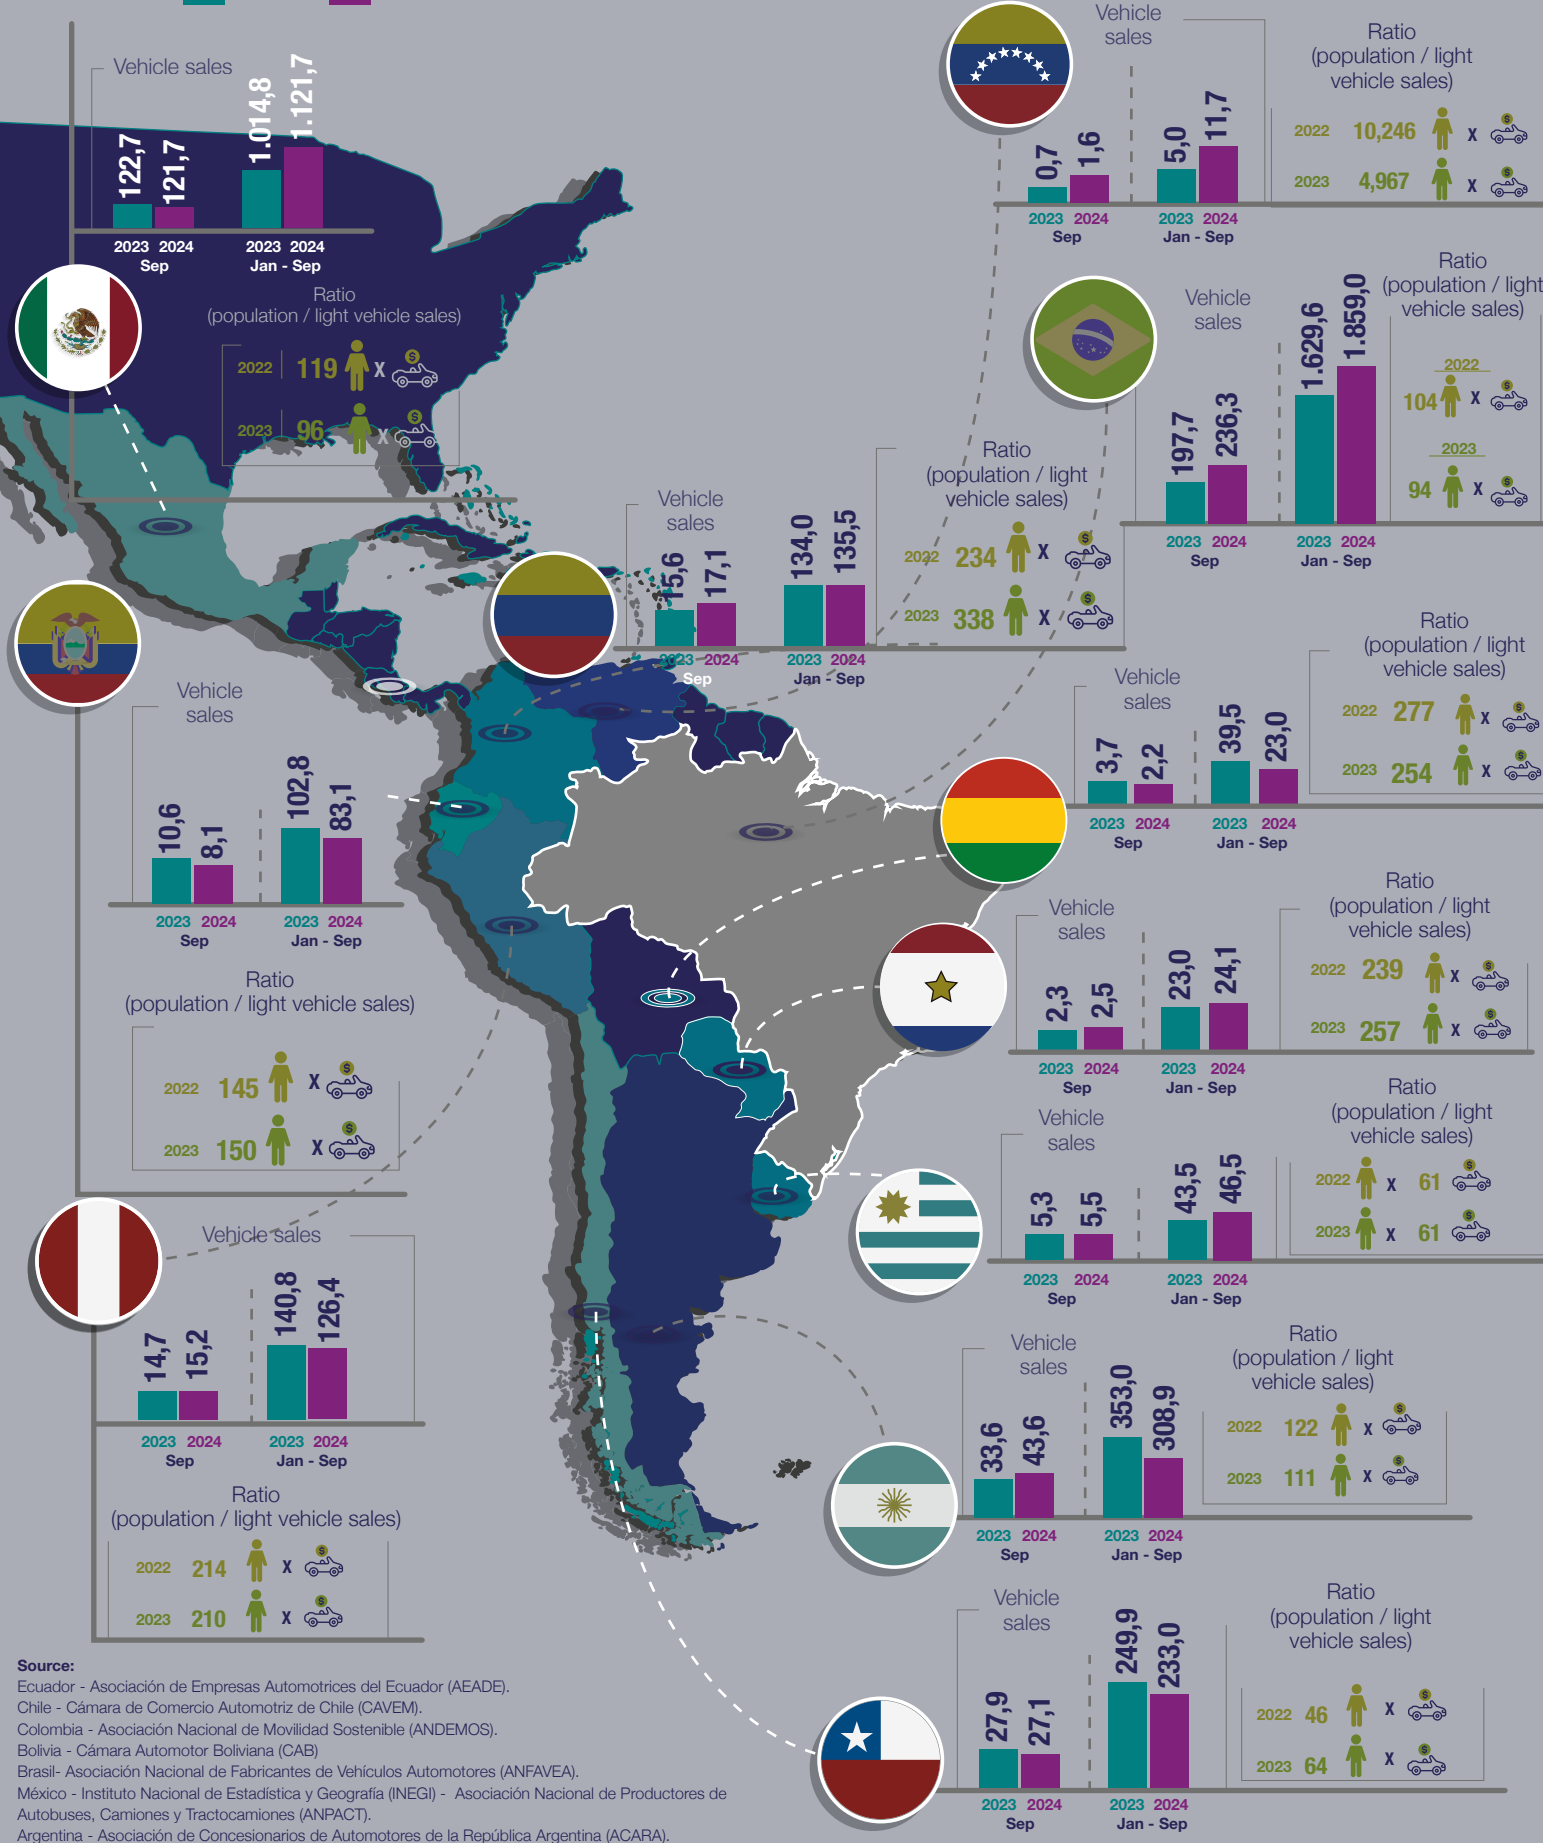 Vehicle sales
122,7
121,7
1.014,8
1.121,7
2023 2024
Sep
2023 2024
Jan - Sep
Ratio
(population / light vehicle sales)
2022 119 X $
2023 96 X $
Vehicle
sales
0,7
1,6
5,0
11,7
2023 2024
Sep
2023 2024
Jan - Sep
Ratio
(population / light
vehicle sales)
2022 10,246 X $
2023 4,967 X $
Vehicle
sales
197,7
236,3
1.629,6
1.859,0
2023 2024
Sep
2023 2024
Jan - Sep
Ratio
(population / light
vehicle sales)
2022
104 X $
2023
94 X $
Vehicle
sales
15,6
17,1
134,0
135,5
2023 2024
Sep
2023 2024
Jan - Sep
Ratio
(population / light
vehicle sales)
2022 234 X $
2023 338 X $
Vehicle
sales
10,6
8,1
102,8
83,1
2023 2024
Sep
2023 2024
Jan - Sep
Ratio
(population / light vehicle sales)
2022 145 X $
2023 150 X $
Vehicle
sales
3,7
2,2
39,5
23,0
2023 2024
Sep
2023 2024
Jan - Sep
Ratio
(population / light
vehicle sales)
2022 277 X $
2023 254 X $
Vehicle
sales
2,3
2,5
23,0
24,1
2023 2024
Sep
2023 2024
Jan - Sep
Ratio
(population / light
vehicle sales)
2022 239 X $
2023 257 X $
Vehicle
sales
5,3
5,5
43,5
46,5
2023 2024
Sep
2023 2024
Jan - Sep
Ratio
(population / light
vehicle sales)
2022 X 61 $
2023 X 61 $
Vehicle sales
14,7
15,2
140,8
126,4
2023 2024
Sep
2023 2024
Jan - Sep
Ratio
(population / light vehicle sales)
2022 214 X $
2023 210 X $
Vehicle
sales
33,6
43,6
353,0
308,9
2023 2024
Sep
2023 2024
Jan - Sep
Ratio
(population / light
vehicle sales)
2022 122 X $
2023 111 X $
Vehicle
sales
27,9
27,1
249,9
233,0
2023 2024
Sep
2023 2024
Jan - Sep
Ratio
(population / light
vehicle sales)
2022 46 X $
2023 64 X $
Source:
Ecuador - Asociación de Empresas Automotrices del Ecuador (AEADE).
Chile - Cámara de Comercio Automotriz de Chile (CAVEM).
Colombia - Asociación Nacional de Movilidad Sostenible (ANDEMOS).
Bolivia - Cámara Automotor Boliviana (CAB)
Brasil- Asociación Nacional de Fabricantes de Vehículos Automotores (ANFAVEA).
México - Instituto Nacional de Estadística y Geografía (INEGI) - Asociación Nacional de Productores de
Autobuses, Camiones y Tractocamiones (ANPACT).
Argentina - Asociación de Concesionarios de Automotores de la República Argentina (ACARA).